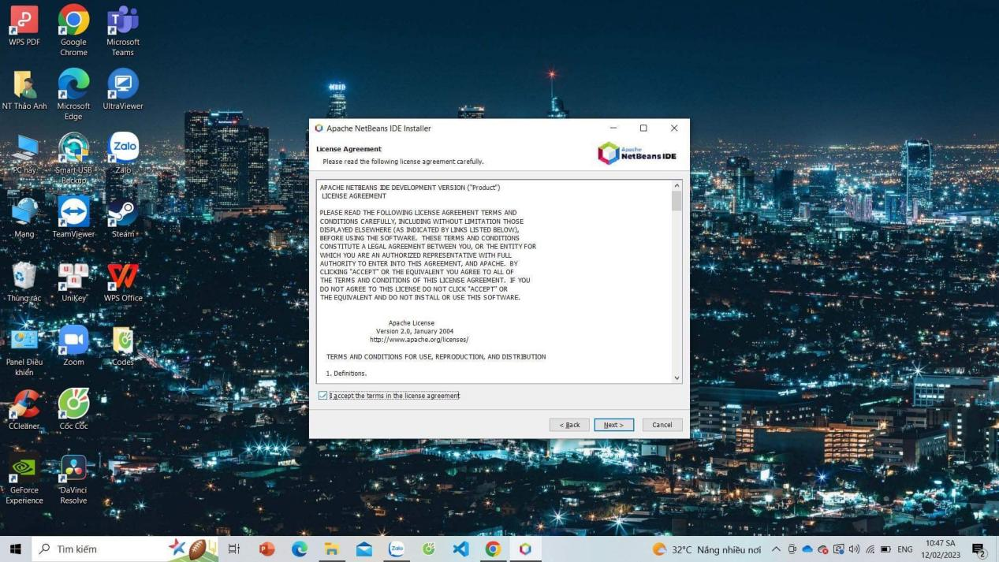 WPS PDF
Google
Chrome
Microsoft
Teams
NT Thảo Anh
Microsoft
Edge
UltraViewer
PC này
Smart USB
Backup
Zalo
Zalo
Mạng
TeamViewer
Steam
Thùng rác
UniKey
WPS Office
Panel Điều
khiển
Zoom
Codes
CCleaner
Cốc Cốc
GeForce
Experience
DaVinci
Resolve
Apache NetBeans IDE Installer
License Agreement
Please read the following license agreement carefully.
Apache
NetBeans IDE
APACHE NETBEANS IDE DEVELOPMENT VERSION ("Product")
LICENSE AGREEMENT
PLEASE READ THE FOLLOWING LICENSE AGREEMENT TERMS AND
CONDITIONS CAREFULLY, INCLUDING WITHOUT LIMITATION THOSE
DISPLAYED ELSEWHERE (AS INDICATED BY LINKS LISTED BELOW),
BEFORE USING THE SOFTWARE. THESE TERMS AND CONDITIONS
CONSTITUTE A LEGAL AGREEMENT BETWEEN YOU, OR THE ENTITY FOR
WHICH YOU ARE AN AUTHORIZED REPRESENTATIVE WITH FULL
AUTHORITY TO ENTER INTO THIS AGREEMENT, AND APACHE. BY
CLICKING "ACCEPT" OR THE EQUIVALENT YOU AGREE TO ALL OF
THE TERMS AND CONDITIONS OF THIS LICENSE AGREEMENT. IF YOU
DO NOT AGREE TO THIS LICENSE DO NOT CLICK "ACCEPT" OR
THE EQUIVALENT AND DO NOT INSTALL OR USE THIS SOFTWARE.
Apache License
Version 2.0, January 2004
http://www.apache.org/licenses/
TERMS AND CONDITIONS FOR USE, REPRODUCTION, AND DISTRIBUTION
1. Definitions.
I accept the terms in the license agreement
< Back
Next >
Cancel
Tìm kiếm
Zalo
32°C Nắng nhiều nơi
ENG
10:47 SA
12/02/2023
2